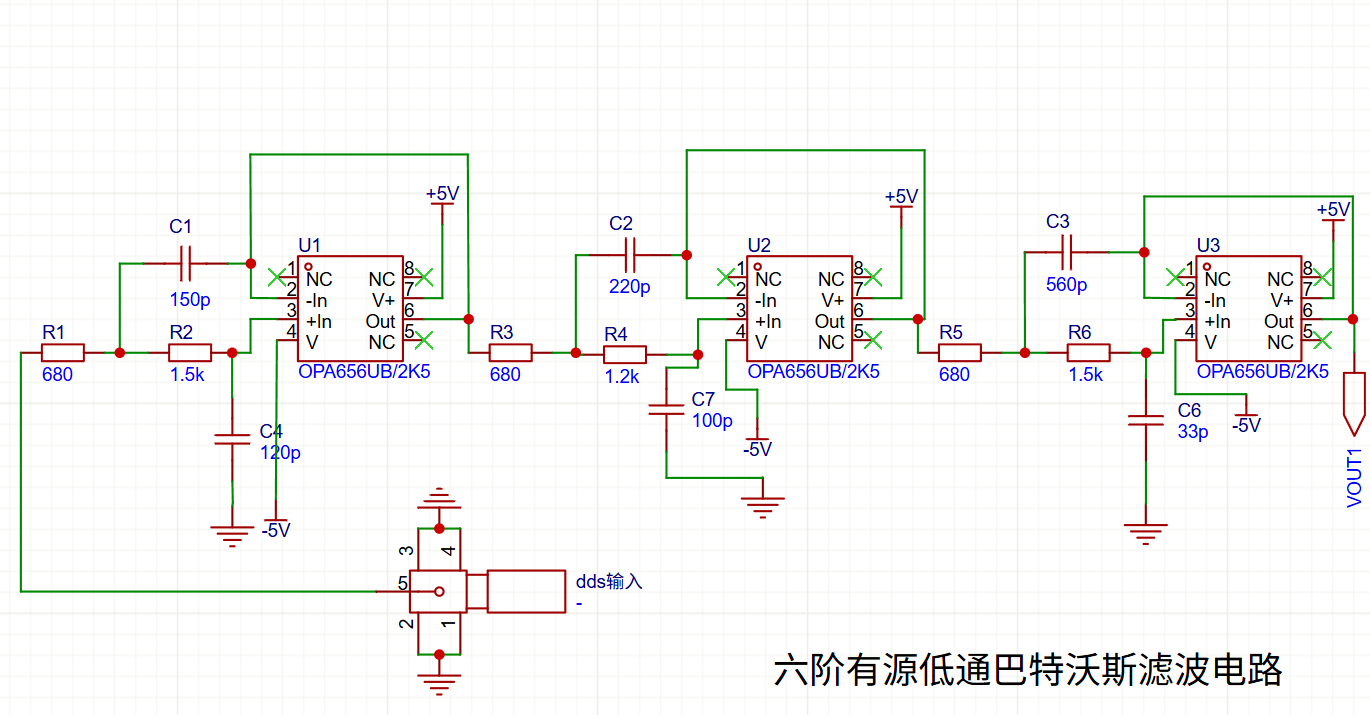 +5V
C1
150p
U1
1
2
3
4
NC
-In
+In
V
NC
V+
Out
NC
8
7
6
5
OPA656UB/2K5
R1
680
R2
1.5k
C4
120p
-5V
+5V
C2
220p
U2
1
2
3
4
NC
-In
+In
V
NC
V+
Out
NC
8
7
6
5
OPA656UB/2K5
R3
680
R4
1.2k
C7
100p
-5V
+5V
C3
560p
U3
1
2
3
4
NC
-In
+In
V
NC
V+
Out
NC
8
7
6
5
OPA656UB/2K5
R5
680
R6
1.5k
C6
33p
-5V
VOUT1
3
4
5
2
1
dds输入
-
六阶有源低通巴特沃斯滤波电路